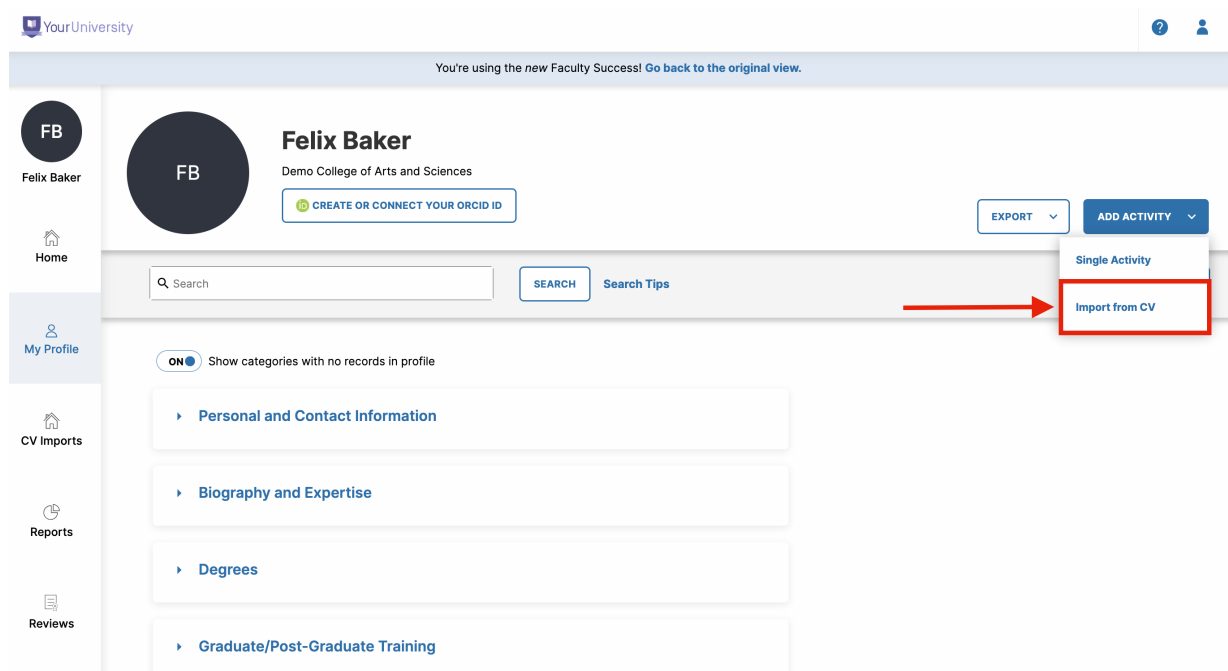 YourUniversity
?
You're using the new Faculty Success! Go back to the original view.
FB
Felix Baker
Home
My Profile
CV Imports
Reports
Reviews
FB
Felix Baker
Demo College of Arts and Sciences
iD CREATE OR CONNECT YOUR ORCID ID
EXPORT
ADD ACTIVITY
Single Activity
Import from CV
Search
SEARCH
Search Tips
ON Show categories with no records in profile
Personal and Contact Information
Biography and Expertise
Degrees
Graduate/Post-Graduate Training